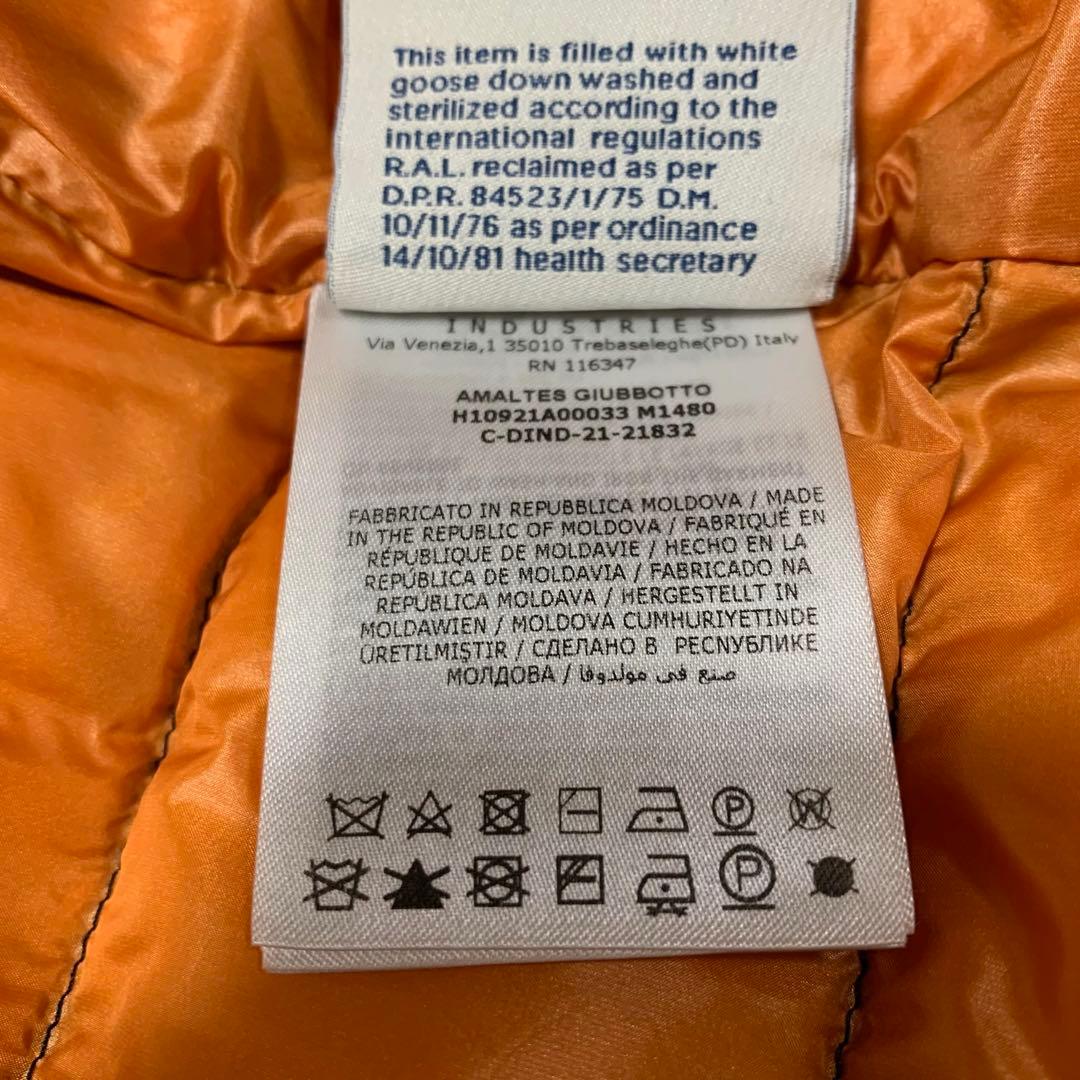 This item is filled with white
goose down washed and
sterilized according to the
international regulations
R.A.L. reclaimed as per
D.P.R. 84523/1/75 D.M.
10/11/76 as per ordinance
14/10/81 health secretary
INDUSTRIES
Via Venezia,1 35010 Trebaseleghe(PD) Italy
RN 116347
AMALTES GIUBBOTTO
H10921A00033 M1480
C-DIND-21-21832
FABBRICATO IN REPUBBLICA MOLDOVA / MADE
IN THE REPUBLIC OF MOLDOVA / FABRIQUÉ EN
RÉPUBLIQUE DE MOLDAVIE / HECHO EN LA
REPÚBLICA DE MOLDAVIA / FABRICADO NA
REPÚBLICA MOLDAVA / HERGESTELLT IN
MOLDAWIEN / MOLDOVA CUMHURIYETINDE
ÜRETILMIŞTIR / СДЕЛАНО В РЕСПУБЛИКЕ
МОЛДОВА / صنع في مولدوفا
P W
P